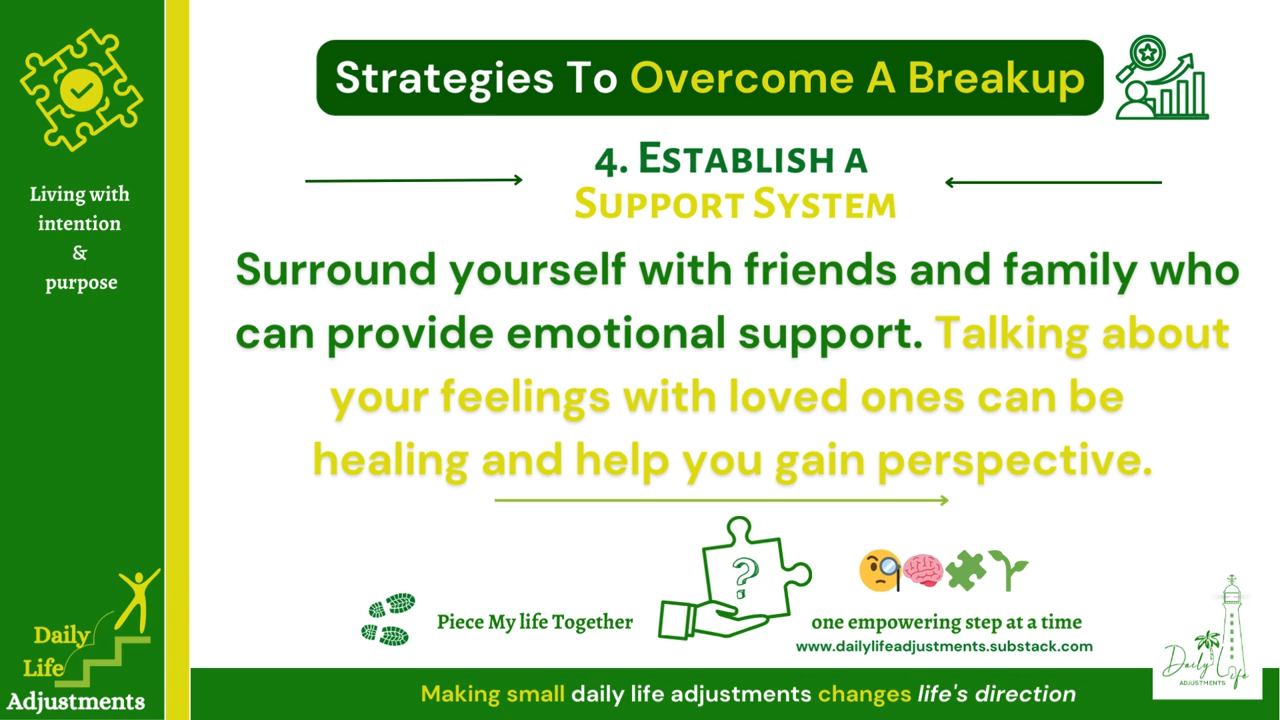 Strategies To Overcome A Breakup
4. Establish a
Support System
Living with
intention
&
purpose
Surround yourself with friends and family who
can provide emotional support. Talking about
your feelings with loved ones can be
healing and help you gain perspective.
?
Piece My life Together
one empowering step at a time
www.dailylifeadjustments.substack.com
Daily
Life
Adjustments
Daily Life
ADJUSTMENTS
Making small daily life adjustments changes life's direction